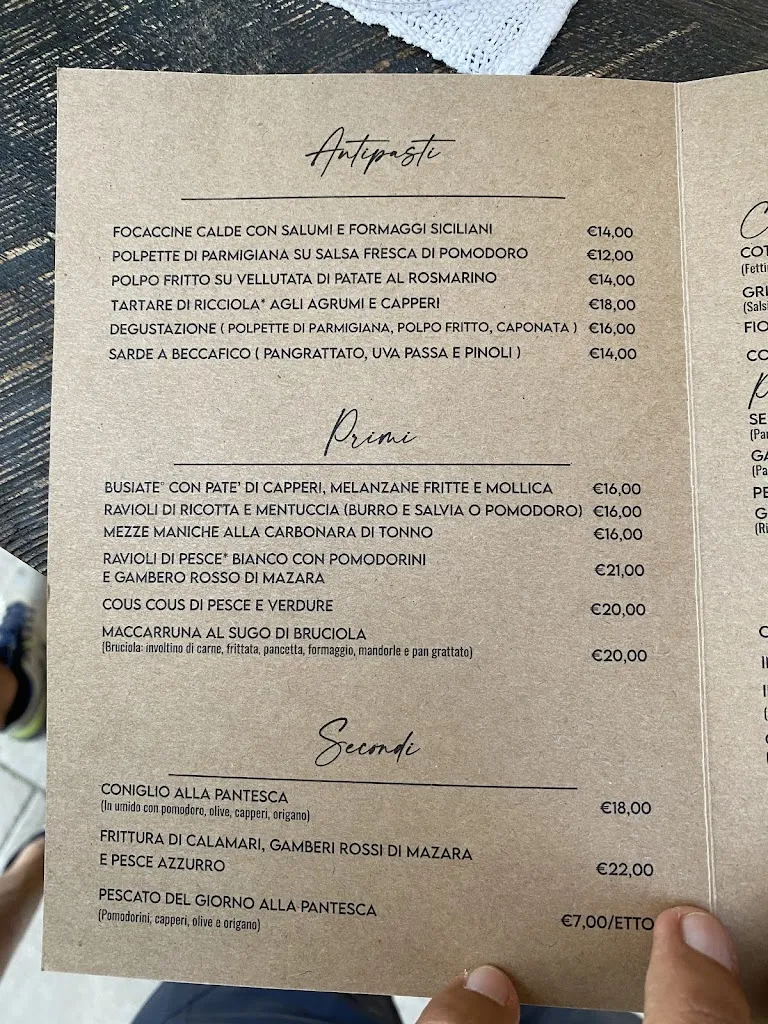 Antipasti
FOCACCINE CALDE CON SALUMI E FORMAGGI SICILIANI €14,00
POLPETTE DI PARMIGIANA SU SALSA FRESCA DI POMODORO €12,00
POLPO FRITTO SU VELLUTATA DI PATATE AL ROSMARINO €14,00
TARTARE DI RICCIOLA* AGLI AGRUMI E CAPPERI €18,00
DEGUSTAZIONE ( POLPETTE DI PARMIGIANA, POLPO FRITTO, CAPONATA ) €16,00
SARDE A BECCAFICO ( PANGRATTATO, UVA PASSA E PINOLI ) €14,00
Primi
BUSIATE° CON PATE' DI CAPPERI, MELANZANE FRITTE E MOLLICA €16,00
RAVIOLI DI RICOTTA E MENTUCCIA (BURRO E SALVIA O POMODORO) €16,00
MEZZE MANICHE ALLA CARBONARA DI TONNO €16,00
RAVIOLI DI PESCE* BIANCO CON POMODORINI
E GAMBERO ROSSO DI MAZARA €21,00
COUS COUS DI PESCE E VERDURE €20,00
MACCARRUNA AL SUGO DI BRUCIOLA
(Bruciola: involtino di carne, frittata, pancetta, formaggio, mandorle e pan grattato) €20,00
Secondi
CONIGLIO ALLA PANTESCA
(In umido con pomodoro, olive, capperi, origano) €18,00
FRITTURA DI CALAMARI, GAMBERI ROSSI DI MAZARA
E PESCE AZZURRO €22,00
PESCATO DEL GIORNO ALLA PANTESCA
(Pomodorini, capperi, olive e origano) €7,00/ETTO